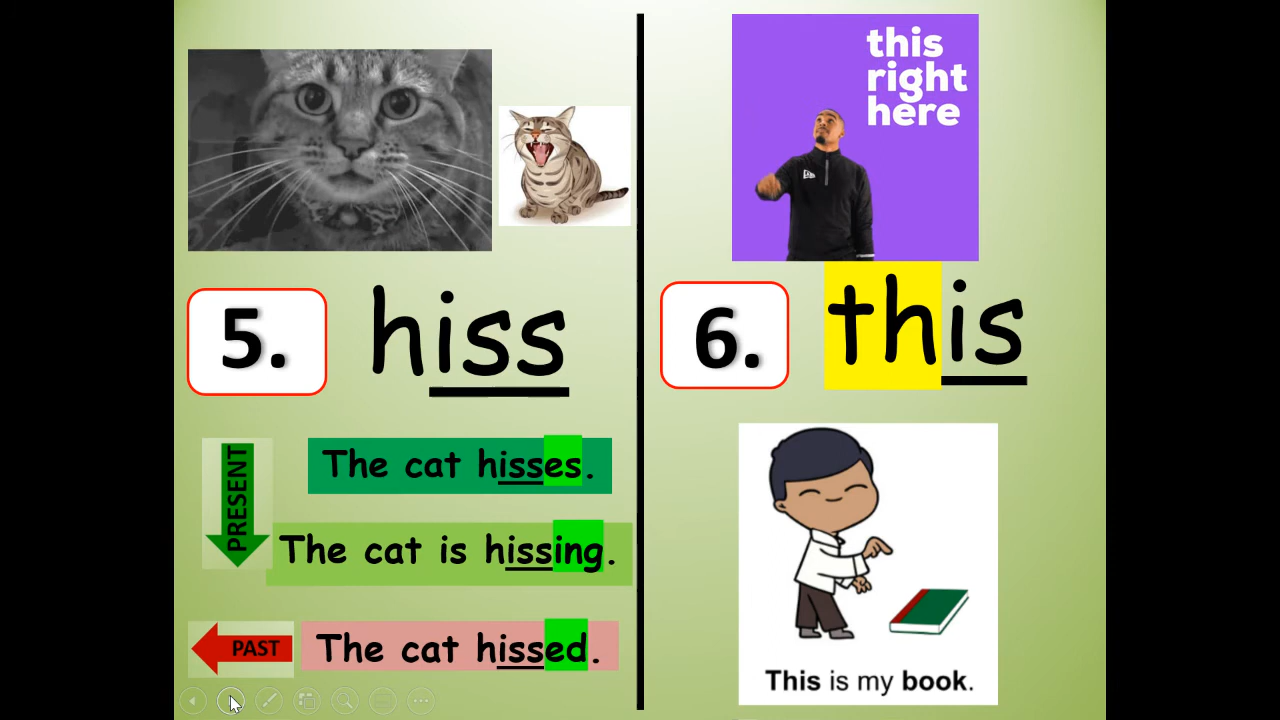 5.
hiss
PRESENT
The cat hisses.
The cat is hissing.
PAST
The cat hissed.
this
right
here
6.
this
This is my book.